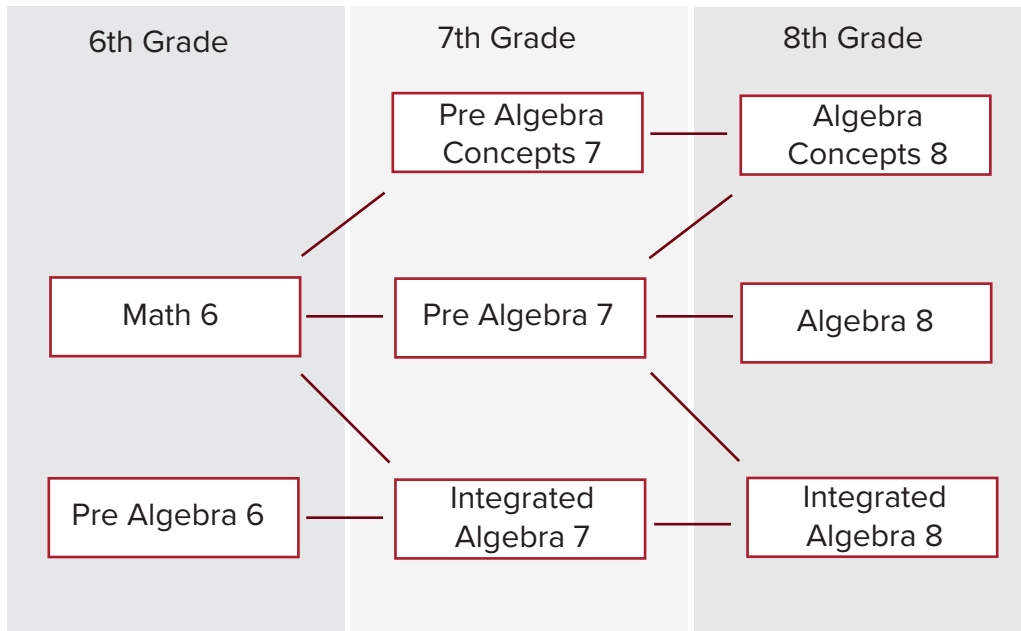 6th Grade
7th Grade
8th Grade
Pre Algebra
Concepts 7
Algebra
Concepts 8
Math 6
Pre Algebra 7
Algebra 8
Pre Algebra 6
Integrated
Algebra 7
Integrated
Algebra 8